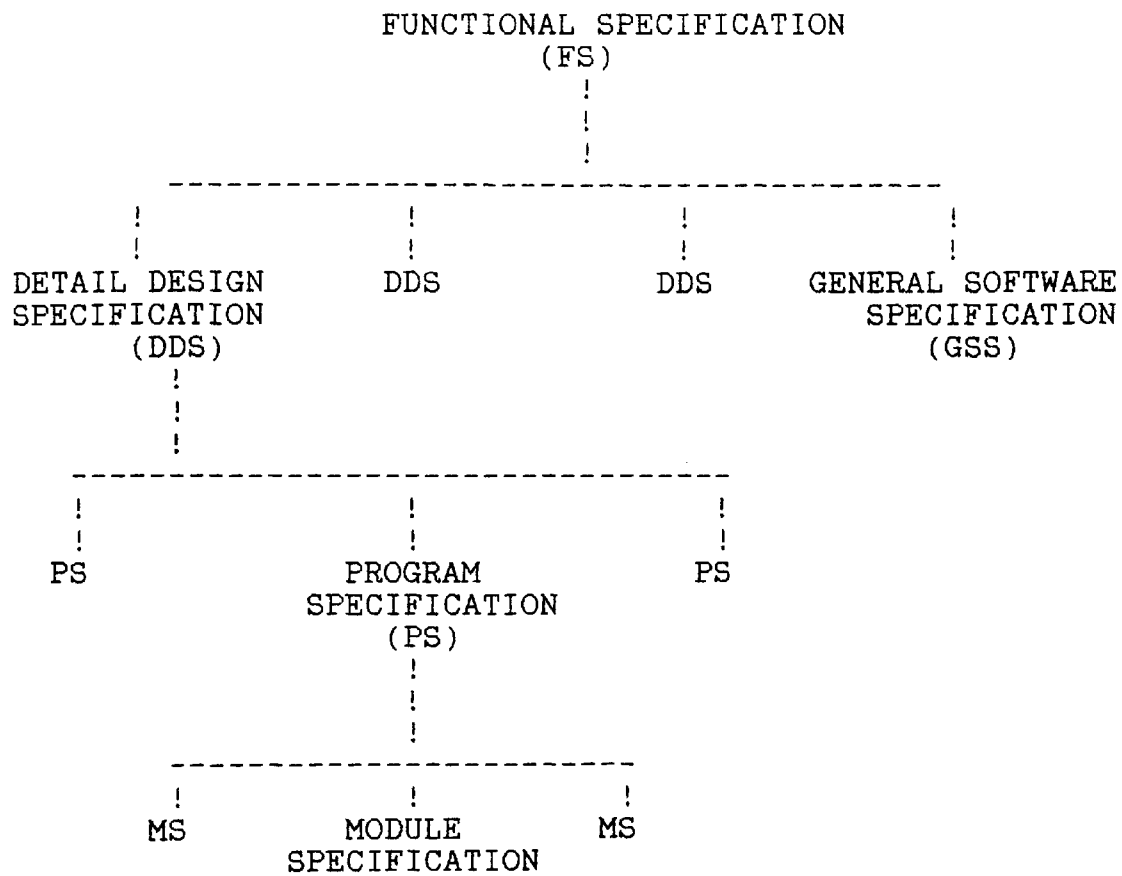 FUNCTIONAL SPECIFICATION
(FS)
DETAIL DESIGN SPECIFICATION (DDS)
DDS
DDS
GENERAL SOFTWARE SPECIFICATION (GSS)
PS
PROGRAM SPECIFICATION (PS)
PS
MS
MODULE SPECIFICATION
MS